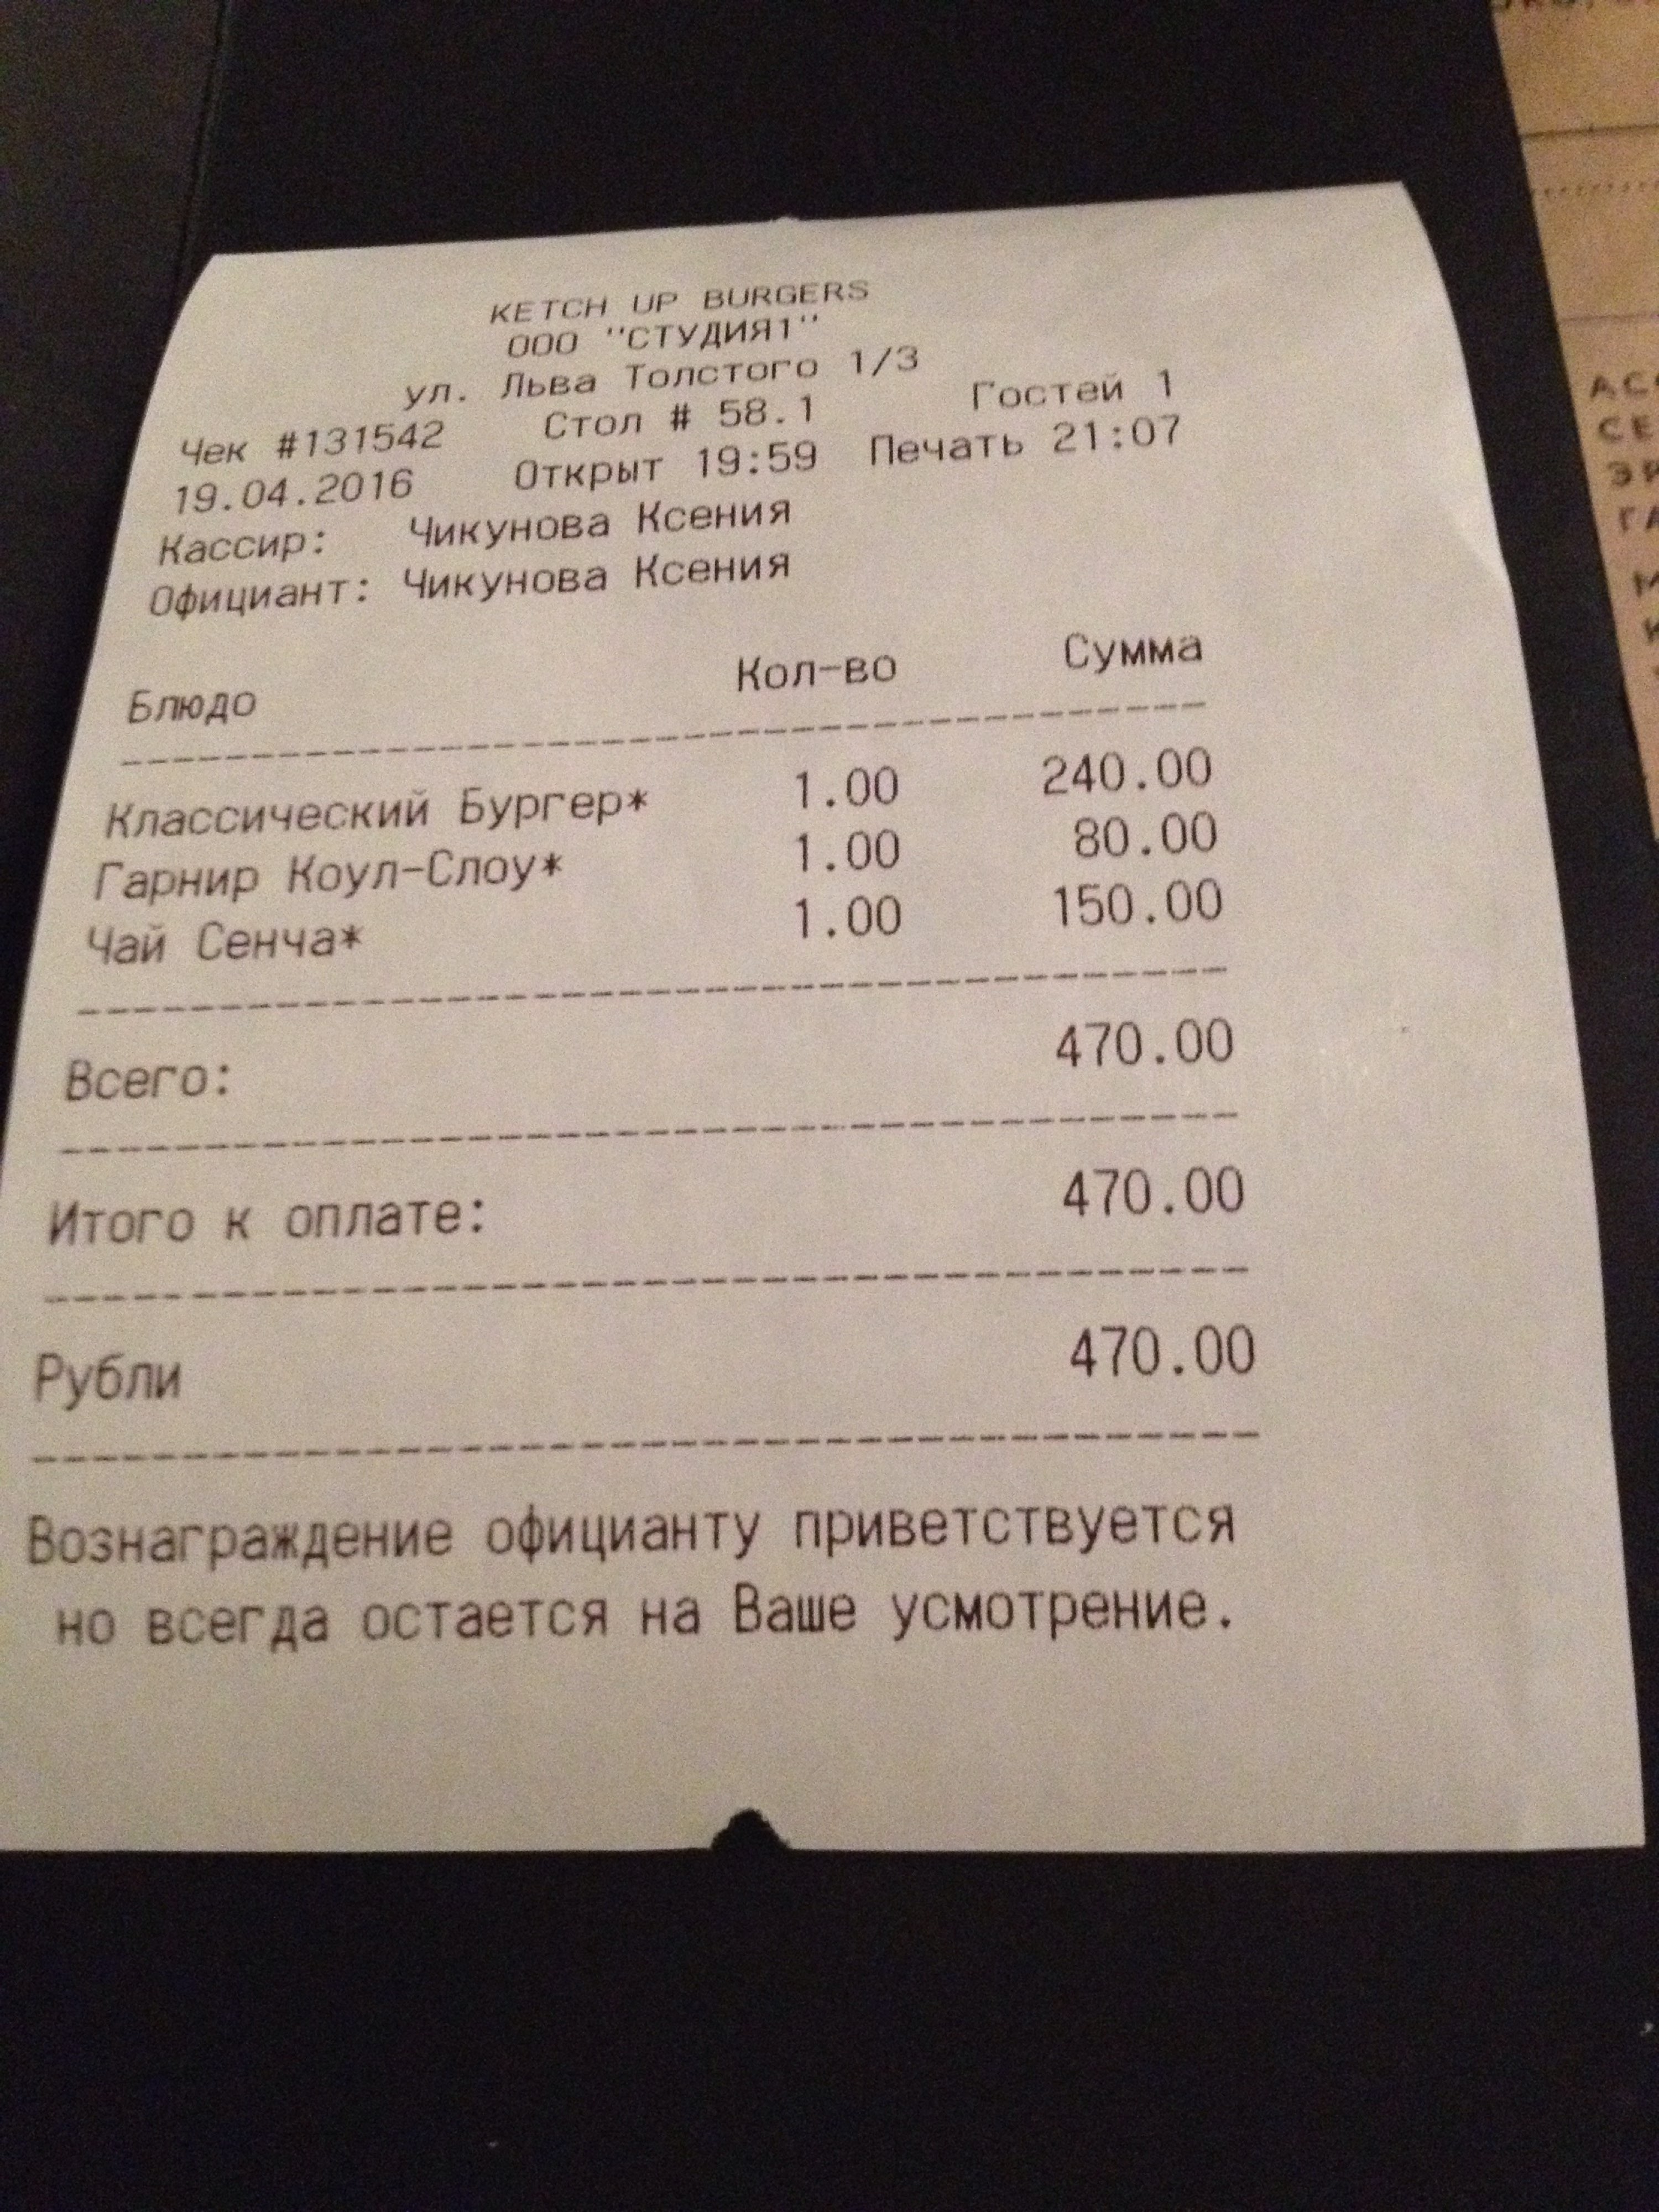 KETCH UP BURGERS
ООО "СТУДИЯ1"
ул. Льва Толстого 1/3
Чек #131542 Стол # 58.1 Гостей 1
19.04.2016 Открыт 19:59 Печать 21:07
Кассир: Чикунова Ксения
Официант: Чикунова Ксения
Блюдо Кол-во Сумма
Классический Бургер* 1.00 240.00
Гарнир Коул-Слоу* 1.00 80.00
Чай Сенча* 1.00 150.00
Всего: 470.00
Итого к оплате: 470.00
Рубли 470.00
Вознаграждение официанту приветствуется
но всегда остается на Ваше усмотрение.